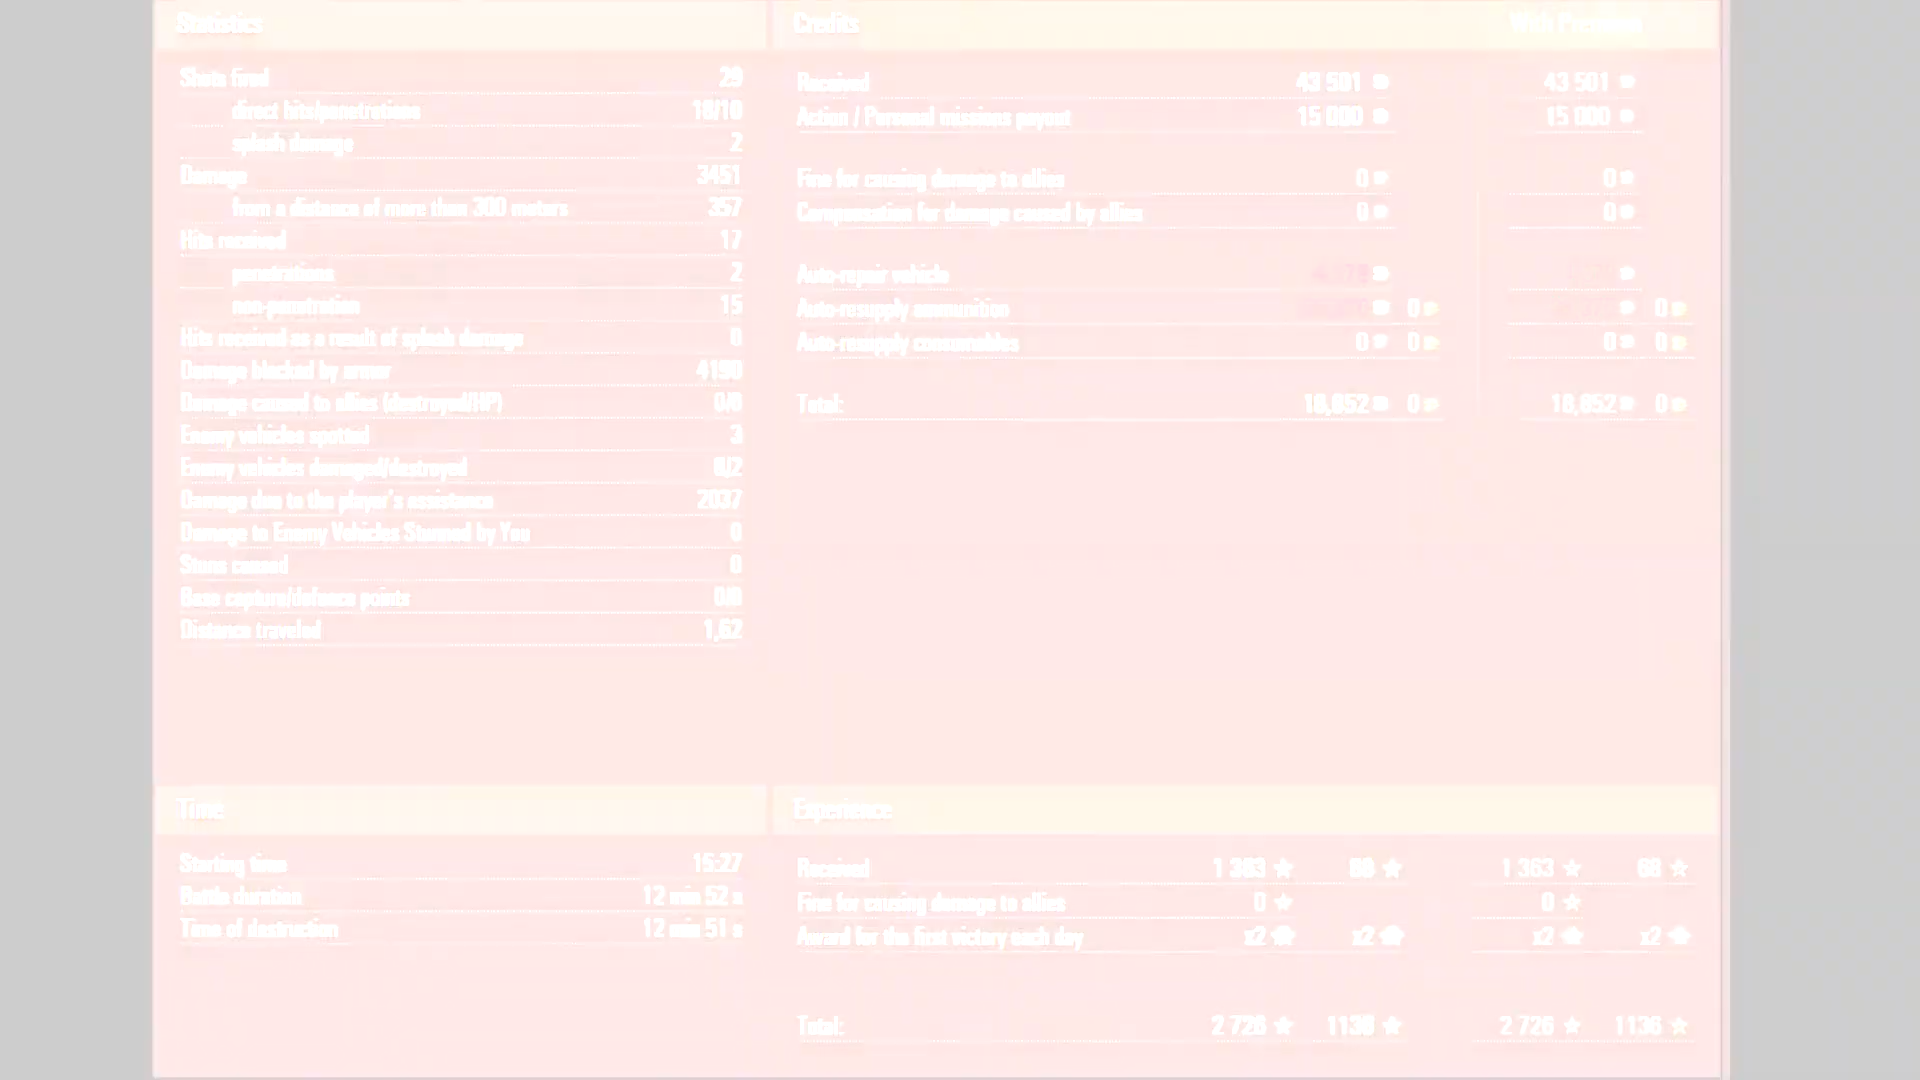 Statistics
Shots fired 29
direct hits/penetrations
splash damage 2
Damage 3451
from a distance of more than 300 meters 357
Hits received 17
penetrations 2
non-penetration 15
Hits received as a result of splash damage 0
Damage blocked by armor 4190
Damage caused to allies (destroyed/HP) 0/0
Enemy vehicles spotted 3
Enemy vehicles damaged/destroyed
Damage due to the player's assistance 2037
Damage to Enemy Vehicles Stunned by You 0
Stuns caused 0
Base capture/defence points 0/0
Distance traveled 1,62
Credits With Premium
Received 43 501 43 501
Action / Personal missions payout 15 000 15 000
Fine for causing damage to allies 0 0
Compensation for damage caused by allies 0 0
Auto-repair vehicle
Auto-resupply ammunition 0 0
Auto-resupply consumables 0 0 0 0
Total: 0 0
Time
Starting time 15:27
Battle duration 12 min 52 s
Time of destruction 12 min 51 s
Experience
Received 1 363 68 1 363 68
Fine for causing damage to allies 0 0
Award for the first victory each day x2 x2 x2 x2
Total: 2 726 1136 2 726 1136